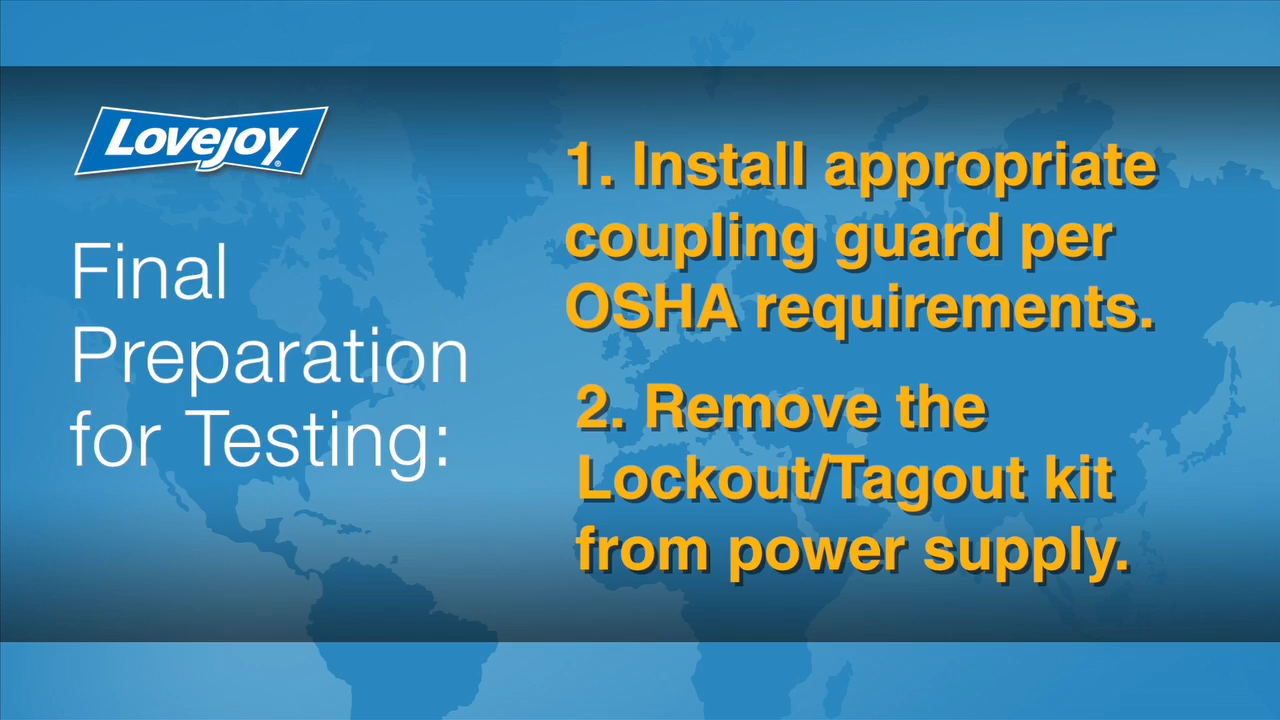 Lovejoy®
Final
Preparation
for Testing:
1. Install appropriate
coupling guard per
OSHA requirements.
2. Remove the
Lockout/Tagout kit
from power supply.